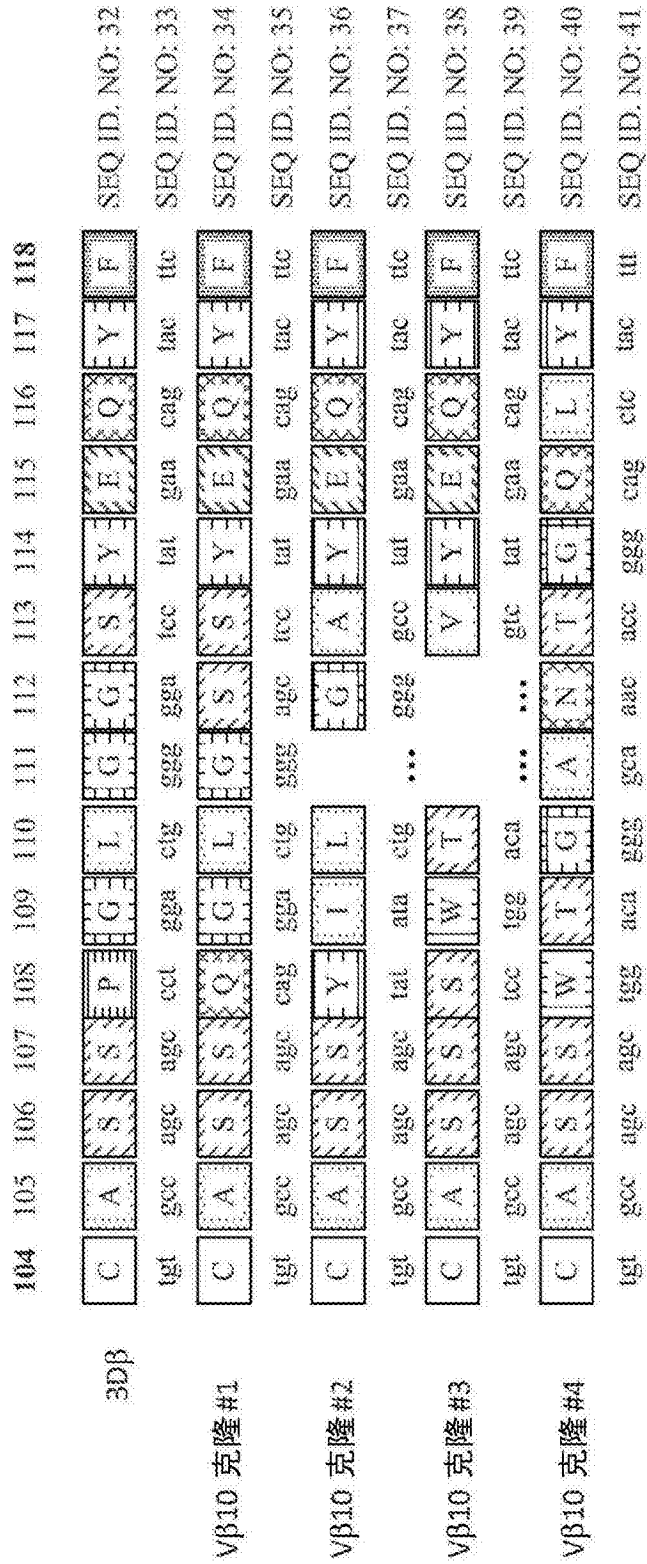 104 105 106 107 108 109 110 111 112 113 114 115 116 117 118
3Dβ C A S S P G L G G S Y E Q Y F SEQ ID. NO: 32
tgt gcc agc agc cct gga ctg ggg gga tcc tat gaa cag tac ttc SEQ ID. NO: 33
Vβ10 克隆 #1 C A S S Q G L G S S Y E Q Y F SEQ ID. NO: 34
tgt gcc agc agc cag gga ctg ggg agc tcc tat gaa cag tac ttc SEQ ID. NO: 35
Vβ10 克隆 #2 C A S S Y I L G A Y E Q Y F SEQ ID. NO: 36
tgt gcc agc agc tat ata ctg ... ggg gcc tat gaa cag tac ttc SEQ ID. NO: 37
Vβ10 克隆 #3 C A S S S W T V Y E Q Y F SEQ ID. NO: 38
tgt gcc agc agc tcc tgg aca ... ... gtc tat gaa cag tac ttc SEQ ID. NO: 39
Vβ10 克隆 #4 C A S S W T G A N T G Q L Y F SEQ ID. NO: 40
tgt gcc agc agc tgg aca ggg gca aac acc ggg cag ctc tac ttt SEQ ID. NO: 41